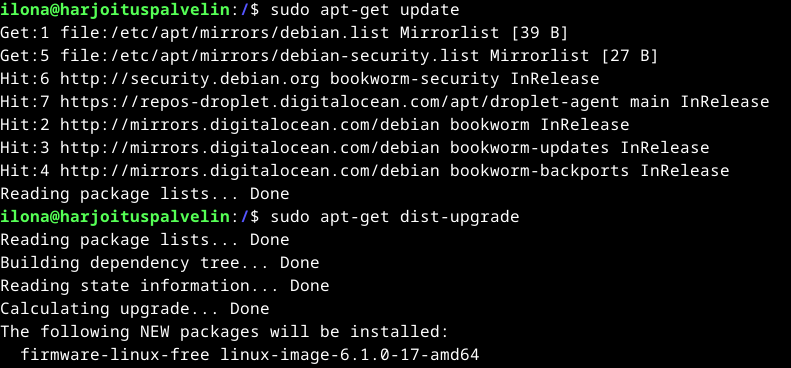 ilona@harjoituspalvelin:/$ sudo apt-get update
Get:1 file:/etc/apt/mirrors/debian.list Mirrorlist [39 B]
Get:5 file:/etc/apt/mirrors/debian-security.list Mirrorlist [27 B]
Hit:6 http://security.debian.org bookworm-security InRelease
Hit:7 https://repos-droplet.digitalocean.com/apt/droplet-agent main InRelease
Hit:2 http://mirrors.digitalocean.com/debian bookworm InRelease
Hit:3 http://mirrors.digitalocean.com/debian bookworm-updates InRelease
Hit:4 http://mirrors.digitalocean.com/debian bookworm-backports InRelease
Reading package lists... Done
ilona@harjoituspalvelin:/$ sudo apt-get dist-upgrade
Reading package lists... Done
Building dependency tree... Done
Reading state information... Done
Calculating upgrade... Done
The following NEW packages will be installed:
  firmware-linux-free linux-image-6.1.0-17-amd64